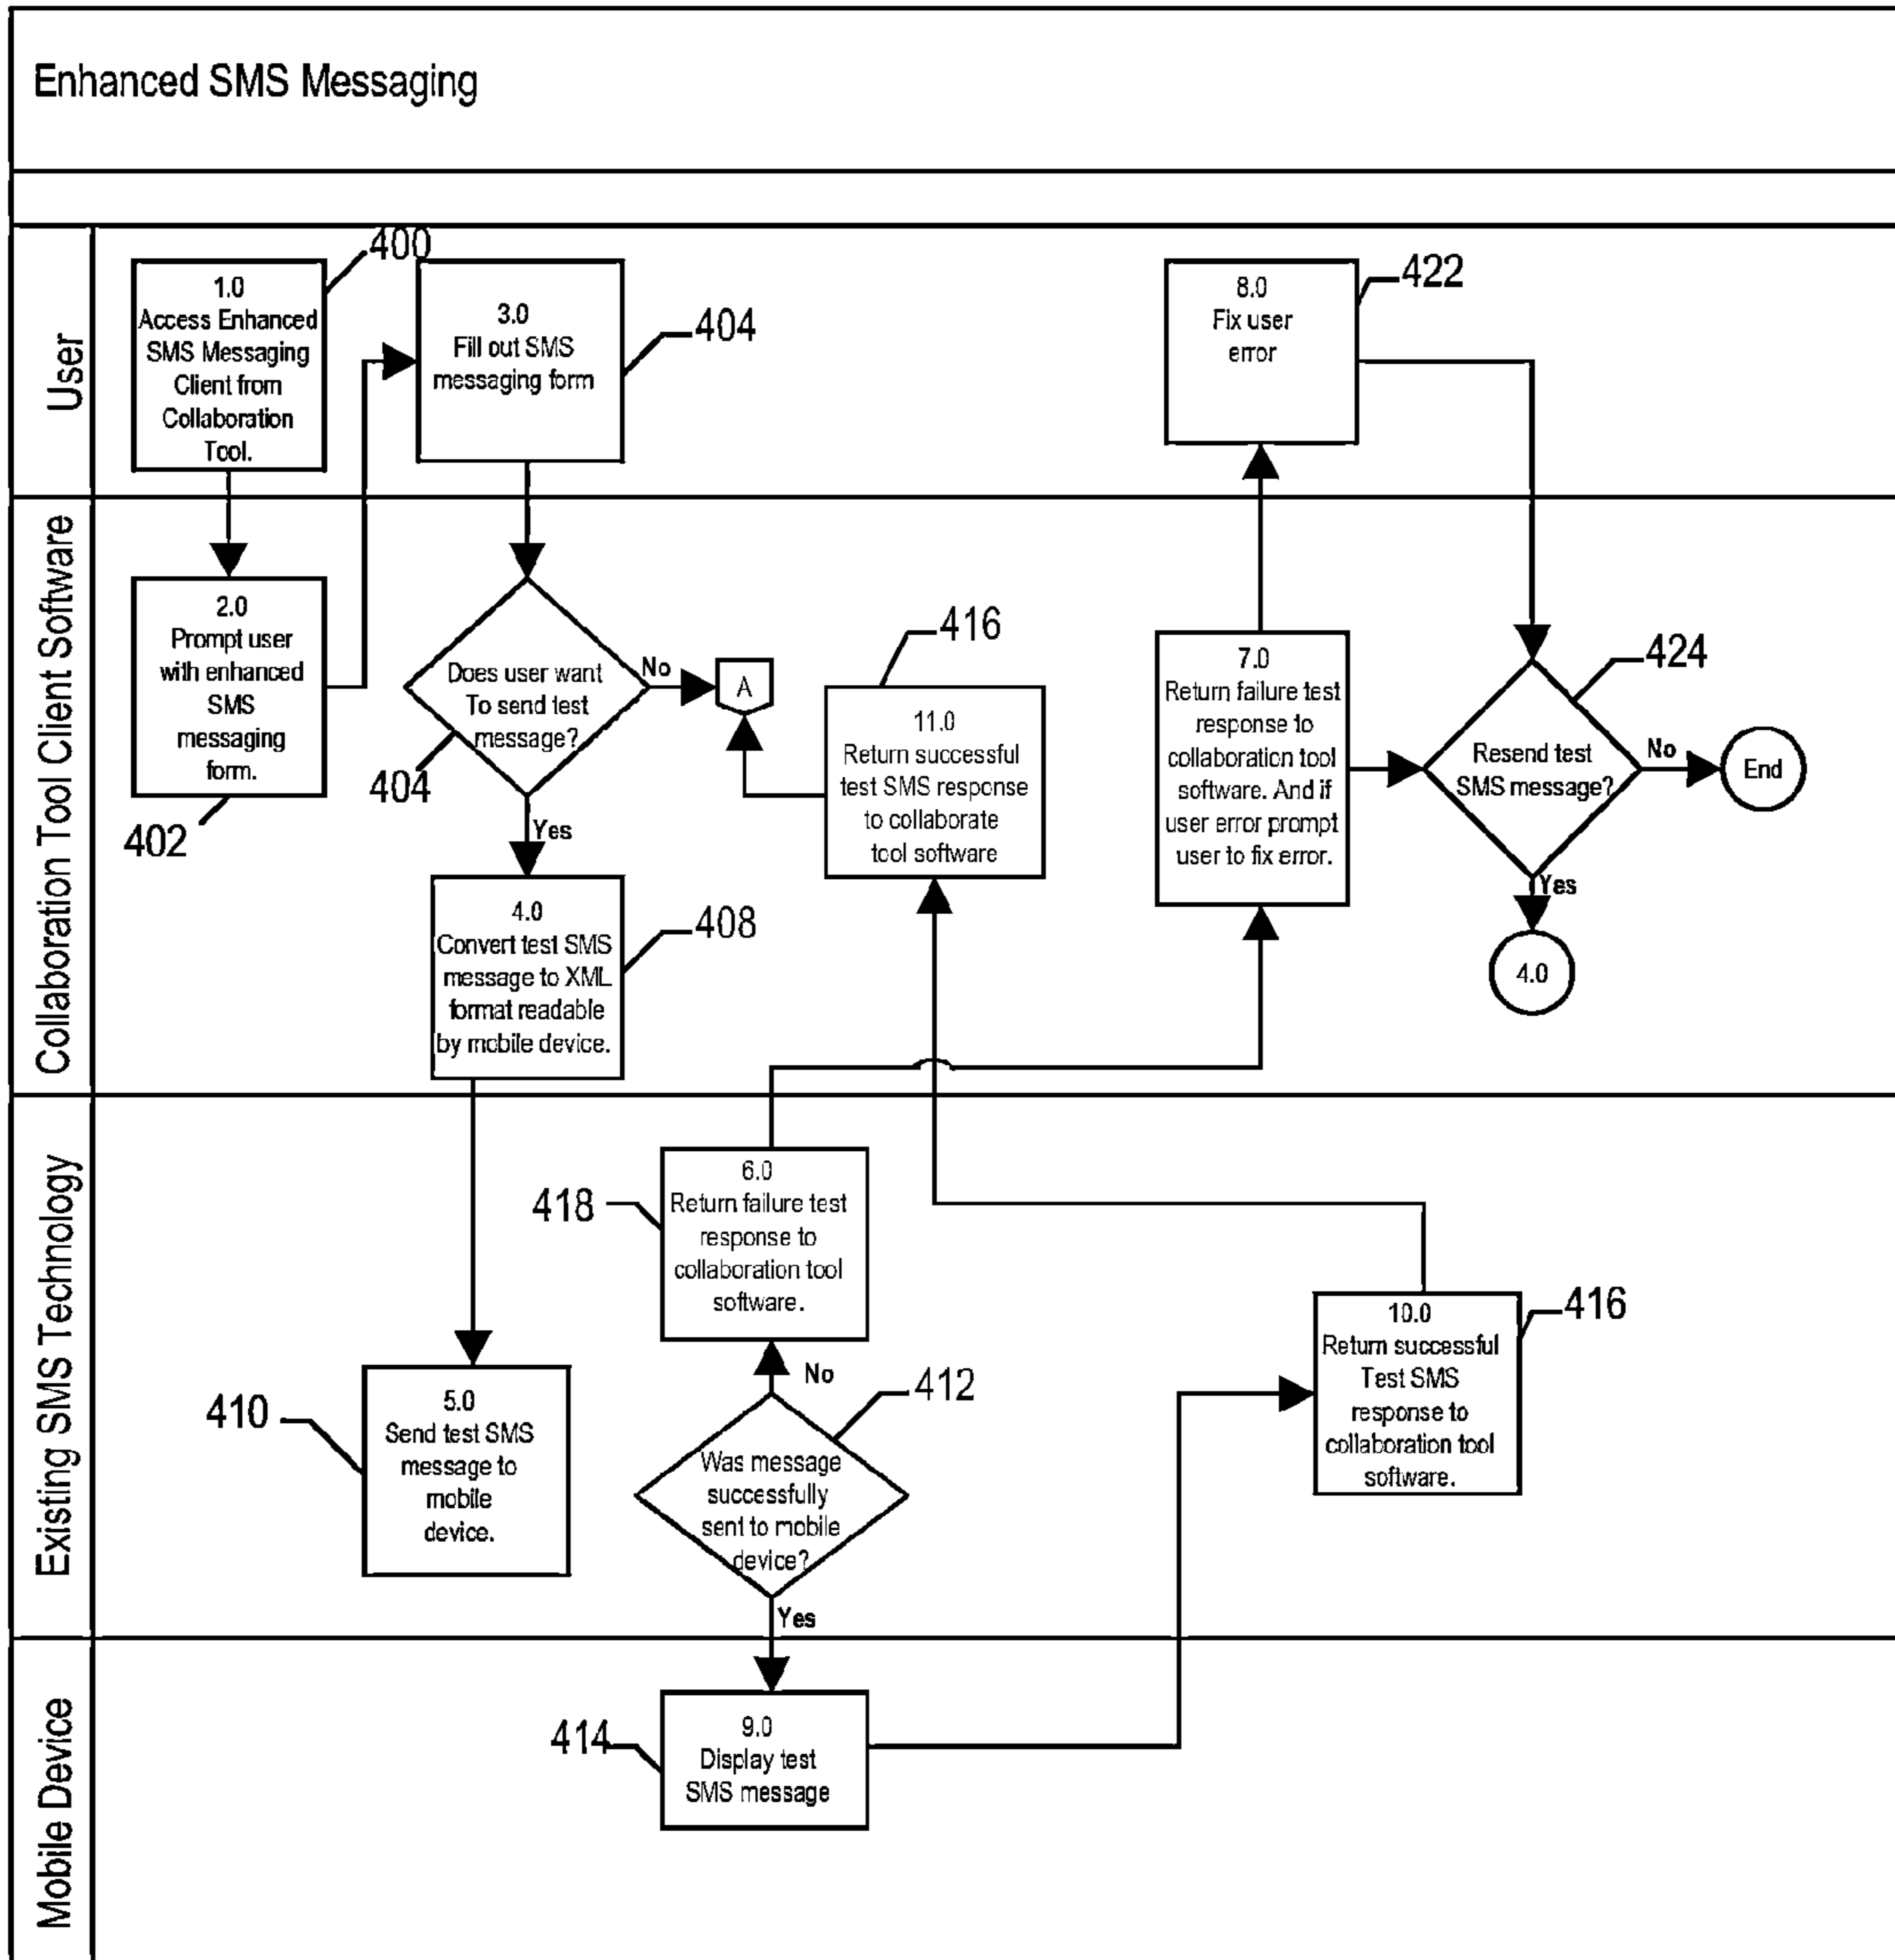 Enhanced SMS Messaging
User
400
1.0
Access Enhanced
SMS Messaging
Client from
Collaboration
Tool.
3.0
Fill out SMS
messaging form
404
8.0
Fix user
error
422
Collaboration Tool Client Software
2.0
Prompt user
with enhanced
SMS
messaging
form.
402
Does user want
To send test
message?
404
No
A
Yes
416
11.0
Return successful
test SMS response
to collaborate
tool software
7.0
Return failure test
response to
collaboration tool
software. And if
user error prompt
user to fix error.
424
Resend test
SMS message?
No
End
Yes
4.0
4.0
Convert test SMS
message to XML
format readable
by mobile device.
408
Existing SMS Technology
418
6.0
Return failure test
response to
collaboration tool
software.
410
5.0
Send test SMS
message to
mobile
device.
No
412
Was message
successfully
sent to mobile
device?
Yes
416
10.0
Return successful
Test SMS
response to
collaboration tool
software.
Mobile Device
414
9.0
Display test
SMS message